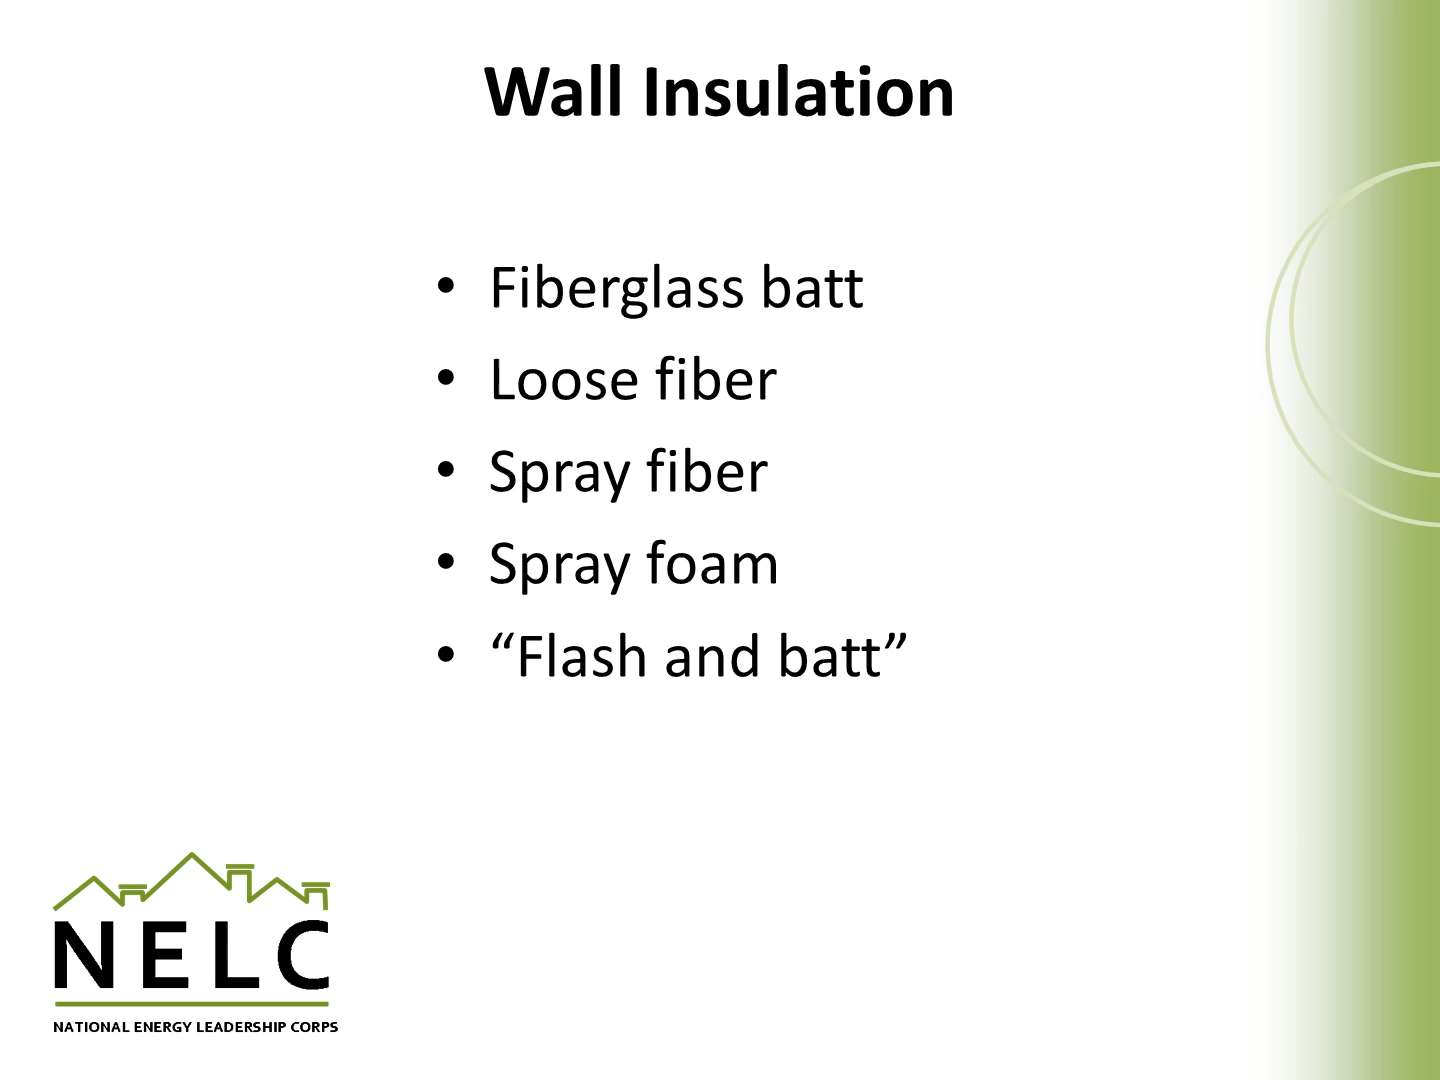 Wall Insulation
• Fiberglass batt
• Loose fiber
• Spray fiber
• Spray foam
• “Flash and batt”
NELC
NATIONAL ENERGY LEADERSHIP CORPS